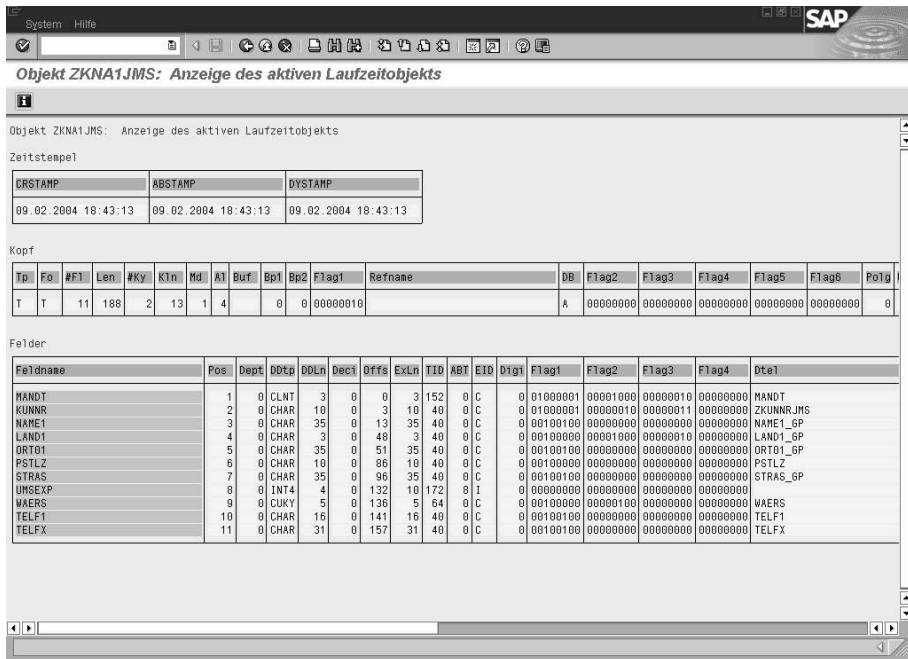 System Hilfe
SAP
Objekt ZKNA1JMS: Anzeige des aktiven Laufzeitobjekts
Objekt ZKNA1JMS: Anzeige des aktiven Laufzeitobjekts
Zeitstempel
CRSTAMP ABSTAMP DYSTAMP
09.02.2004 18:43:13 09.02.2004 18:43:13 09.02.2004 18:43:13
Kopf
Tp Fo #Fl Len #Ky Kln Md Al Buf Bp1 Bp2 Flag1 Refname DB Flag2 Flag3 Flag4 Flag5 Flag6 Polg
T T 11 188 2 13 1 4 0 0 00000010 A 00000000 00000000 00000000 00000000 00000000 0
Felder
Feldname Pos Dept DDtp DDLn Deci Offs ExLn TID ABT EID Digi Flag1 Flag2 Flag3 Flag4 Dtel
MANDT 1 0 CLNT 3 0 0 3 152 0 C 0 01000001 00001000 00000010 00000000 MANDT
KUNNR 2 0 CHAR 10 0 3 10 40 0 C 0 01000001 00000010 00000011 00000000 ZKUNNRJMS
NAME1 3 0 CHAR 35 0 13 35 40 0 C 0 00100100 00000000 00000000 00000000 NAME1_GP
LAND1 4 0 CHAR 3 0 48 3 40 0 C 0 00100000 00001000 00000010 00000000 LAND1_GP
ORT01 5 0 CHAR 35 0 51 35 40 0 C 0 00100100 00000000 00000000 00000000 ORT01_GP
PSTLZ 6 0 CHAR 10 0 86 10 40 0 C 0 00100000 00000000 00000000 00000000 PSTLZ
STRAS 7 0 CHAR 35 0 96 35 40 0 C 0 00100100 00000000 00000000 00000000 STRAS_GP
UMSEXP 8 0 INT4 4 0 132 10 172 8 I 0 00000000 00000000 00000000 00000000
WAERS 9 0 CUKY 5 0 136 5 64 0 C 0 00100000 00000100 00000000 00000000 WAERS
TELF1 10 0 CHAR 16 0 141 16 40 0 C 0 00100100 00000000 00000000 00000000 TELF1
TELFX 11 0 CHAR 31 0 157 31 40 0 C 0 00100100 00000000 00000000 00000000 TELFX